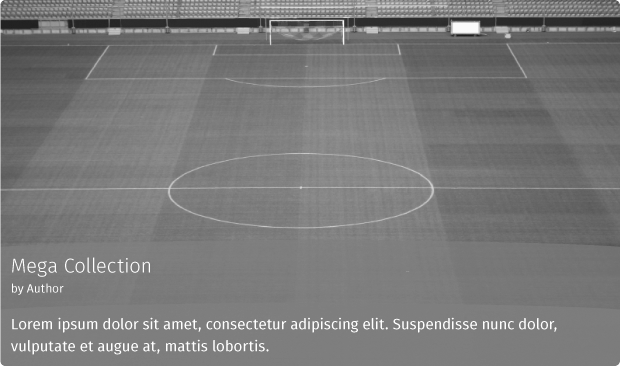 Mega Collection
by Author
Lorem ipsum dolor sit amet, consectetur adipiscing elit. Suspendisse nunc dolor,
vulputate et augue at, mattis lobortis.